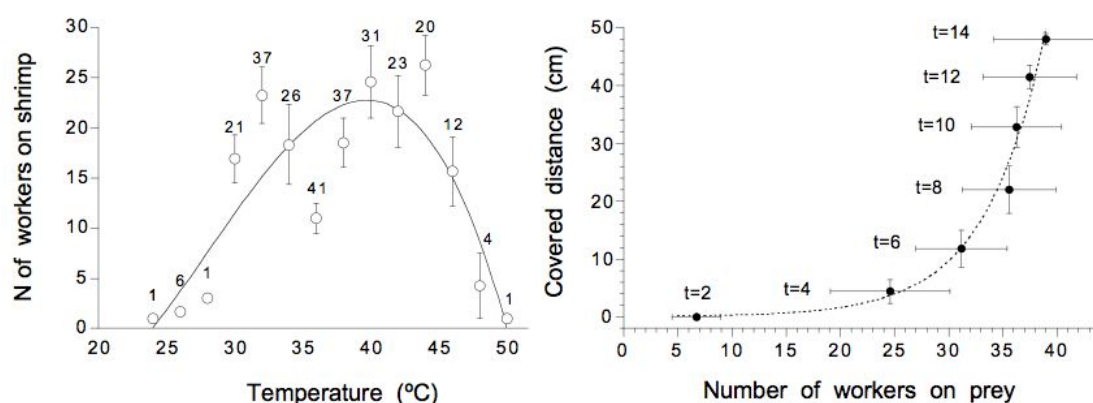 N of workers on shrimp
30
25
20
15
10
5
0
20
37
31
26
37
23
21
12
41
4
6
1
1
1
20 25 30 35 40 45 50
Temperature (ºC)
Covered distance (cm)
50
40
30
20
10
0
t=14
t=12
t=10
t=8
t=6
t=4
t=2
0 5 10 15 20 25 30 35 40
Number of workers on prey